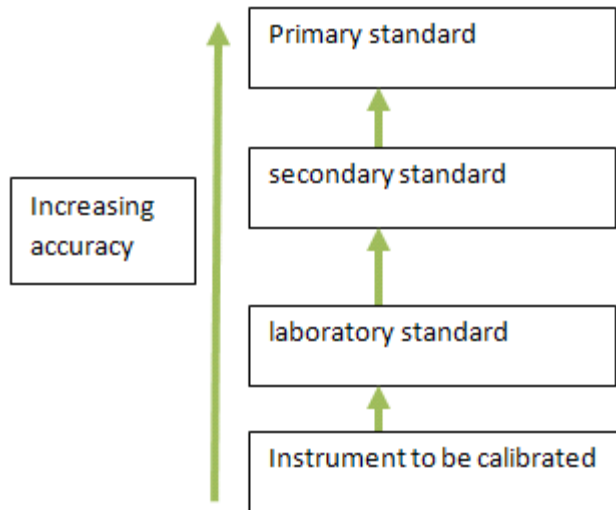 Primary standard
secondary standard
Increasing
accuracy
laboratory standard
Instrument to be calibrated